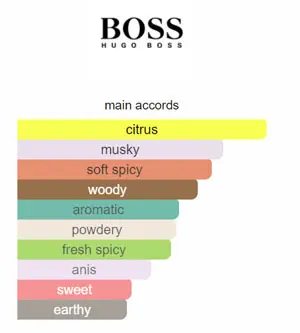 BOSS
HUGO BOSS
main accords
citrus
musky
soft spicy
woody
aromatic
powdery
fresh spicy
anis
sweet
earthy